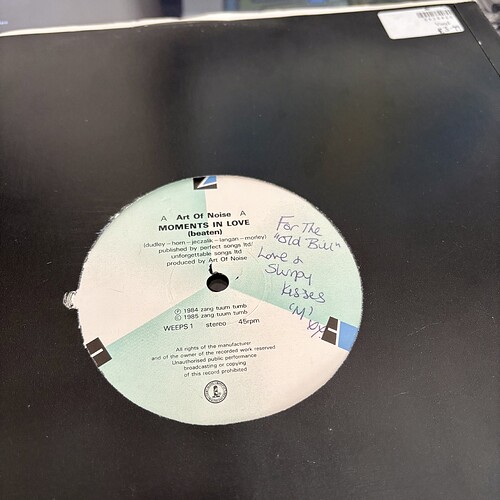 A Art Of Noise A
MOMENTS IN LOVE
(beaten)
(dudley – horn – jeczalik – langan – morley)
published by perfect songs ltd/
unforgettable songs ltd
produced by Art Of Noise
Ⓟ 1984 zang tuum tumb
© 1985 zang tuum tumb
WEEPS 1 stereo 45rpm
All rights of the manufacturer
and of the owner of the recorded work reserved
Unauthorised public performance
broadcasting or copying
of this record prohibited
For The
"Old Bill"
Love &
Slurpy
Kisses
(M)